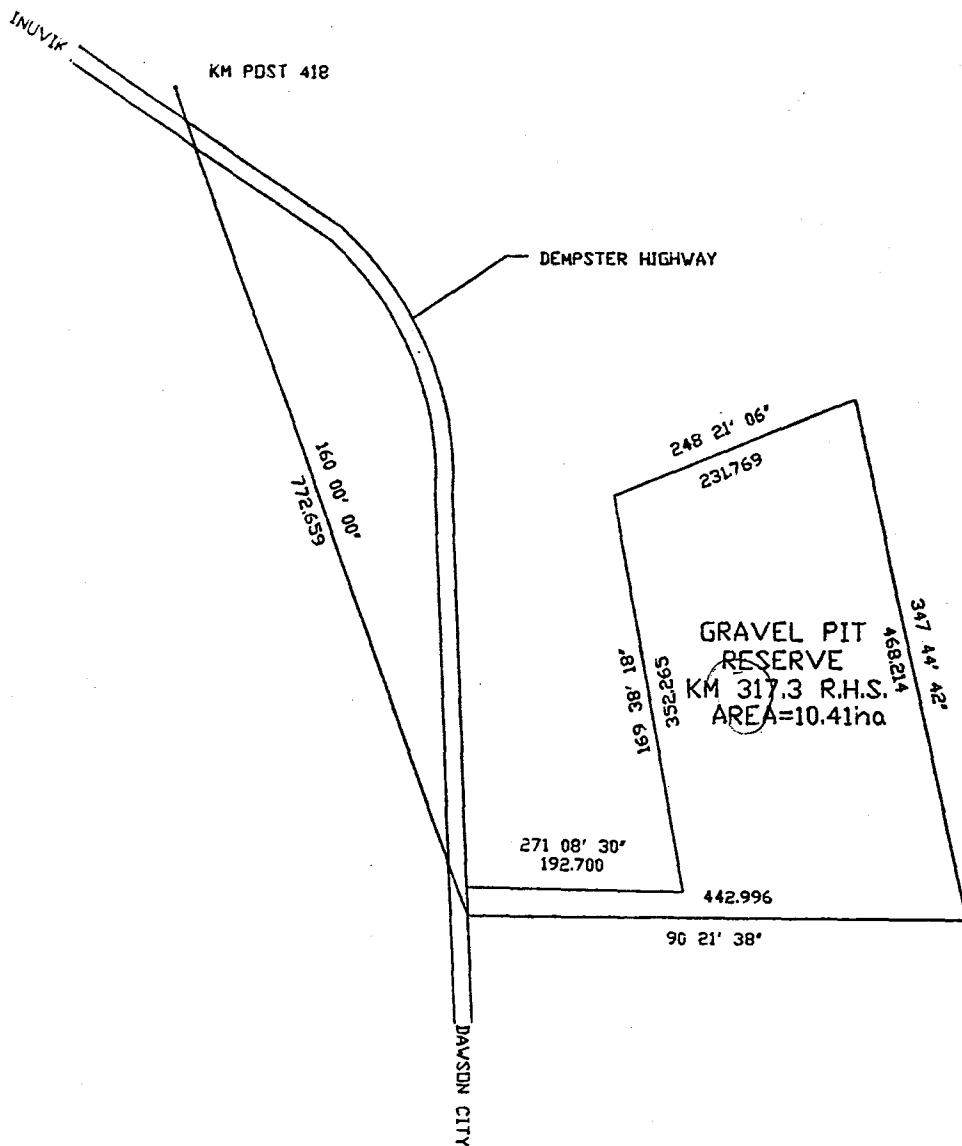 INUVIK
KM POST 418
DEMPSTER HIGHWAY
248 21' 06"
231.769
160 00' 00"
772.659
347 44' 42"
468.214
GRAVEL PIT
RESERVE
KM 317.3 R.H.S.
AREA=10.41ha
169 38' 18"
352.265
271 08' 30"
192.700
442.996
90 21' 38"
DAWSON CITY